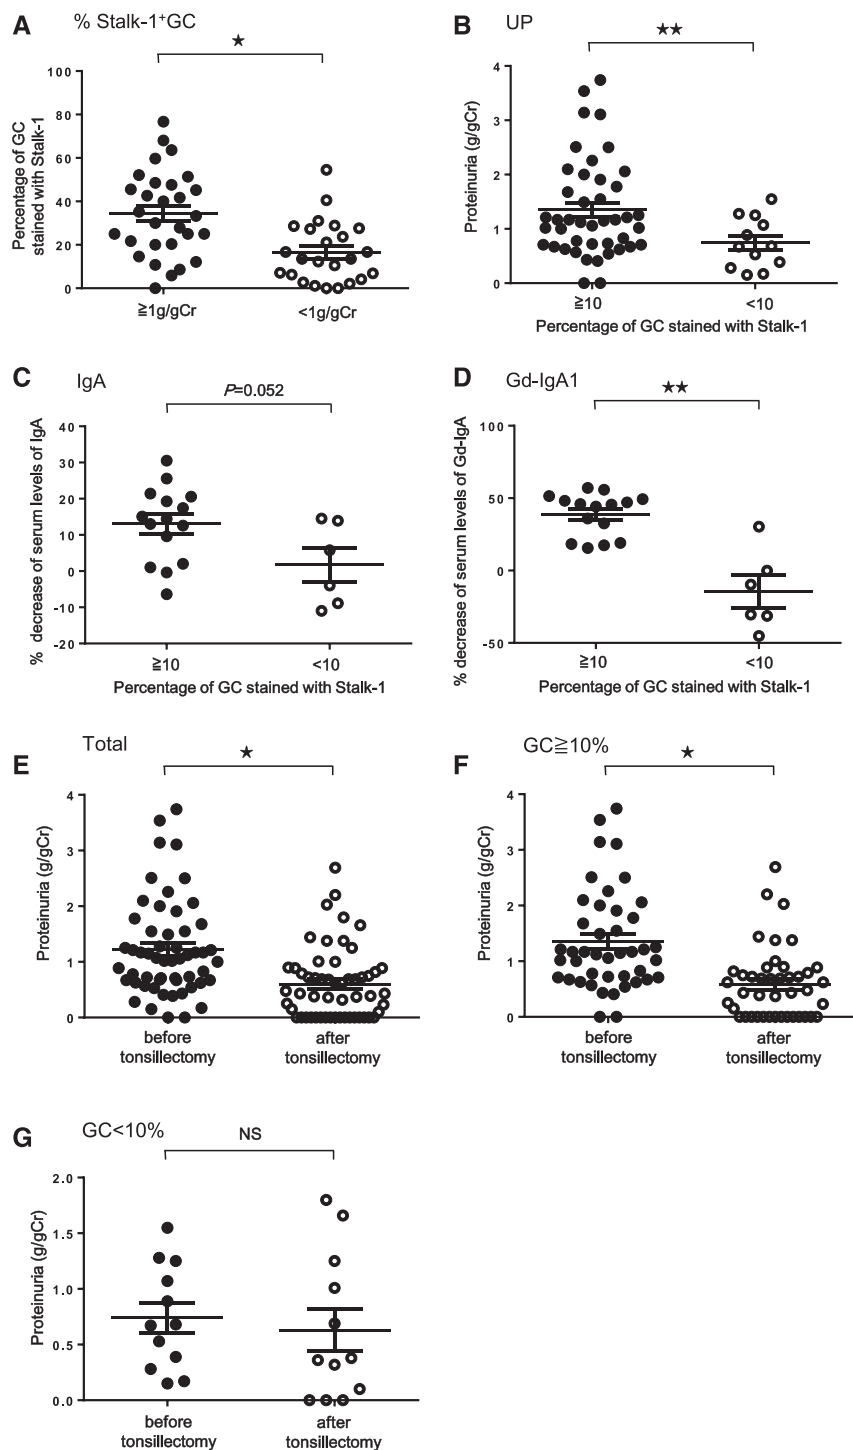 A
% Stalk-1+GC
★
Percentage of GC
stained with Stalk-1
100
80
60
40
20
0
≧1g/gCr
<1g/gCr
B
UP
★★
Proteinuria (g/gCr)
4
3
2
1
0
≧10
<10
Percentage of GC stained with Stalk-1
C
IgA
P=0.052
% decrease of serum levels of IgA
40
30
20
10
0
-10
-20
≧10
<10
Percentage of GC stained with Stalk-1
D
Gd-IgA1
★★
% decrease of serum levels of Gd-IgA
100
50
0
-50
≧10
<10
Percentage of GC stained with Stalk-1
E
Total
★
Proteinuria (g/gCr)
4
3
2
1
0
before
tonsillectomy
after
tonsillectomy
F
GC≧10%
★
Proteinuria (g/gCr)
4
3
2
1
0
before
tonsillectomy
after
tonsillectomy
G
GC<10%
NS
Proteinuria (g/gCr)
2.0
1.5
1.0
0.5
0.0
before
tonsillectomy
after
tonsillectomy